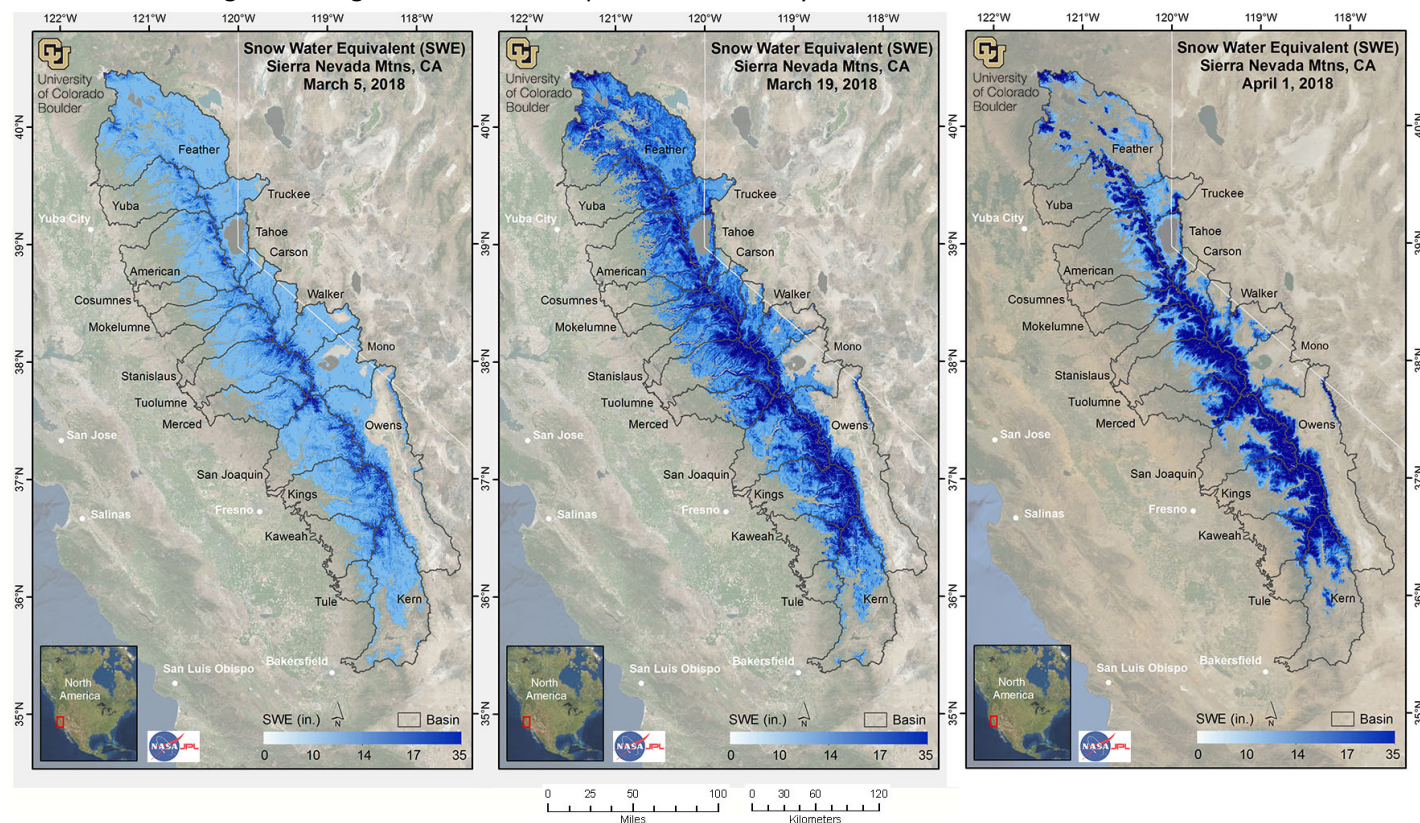 122°W 121°W 120°W 119°W 118°W
University
of Colorado
Boulder
Snow Water Equivalent (SWE)
Sierra Nevada Mtns, CA
March 5, 2018
40°N
39°N
38°N
37°N
36°N
35°N
Feather
Truckee
Yuba
Yuba City
Tahoe
Carson
American
Walker
Cosumnes
Mokelumne
Mono
Stanislaus
Tuolumne
Merced
Owens
San Jose
San Joaquin
Kings
Salinas
Fresno
Kaweah
Tule
Kern
San Luis Obispo
Bakersfield
North
America
NASA JPL
SWE (in.) N Basin
0 10 14 17 35
122°W 121°W 120°W 119°W 118°W
University
of Colorado
Boulder
Snow Water Equivalent (SWE)
Sierra Nevada Mtns, CA
March 19, 2018
40°N
39°N
38°N
37°N
36°N
35°N
Feather
Truckee
Yuba
Yuba City
Tahoe
Carson
American
Walker
Cosumnes
Mokelumne
Mono
Stanislaus
Tuolumne
Merced
Owens
San Jose
San Joaquin
Kings
Salinas
Fresno
Kaweah
Tule
Kern
San Luis Obispo
Bakersfield
North
America
NASA JPL
SWE (in.) N Basin
0 10 14 17 35
122°W 121°W 120°W 119°W 118°W
University
of Colorado
Boulder
Snow Water Equivalent (SWE)
Sierra Nevada Mtns, CA
April 1, 2018
40°N
39°N
38°N
37°N
36°N
35°N
Feather
Truckee
Yuba
Yuba City
Tahoe
Carson
American
Walker
Cosumnes
Mokelumne
Mono
Stanislaus
Tuolumne
Merced
Owens
San Jose
San Joaquin
Kings
Salinas
Fresno
Kaweah
Tule
Kern
San Luis Obispo
Bakersfield
North
America
NASA JPL
SWE (in.) N Basin
0 10 14 17 35
0 25 50 100
Miles
0 30 60 120
Kilometers